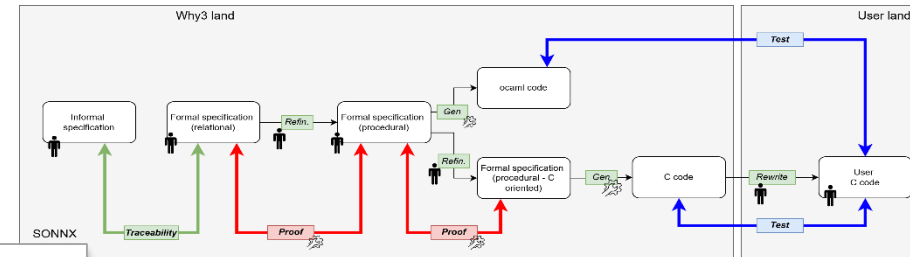 Why3 land
User land
Test
ocaml code
Gen
Informal
specification
Formal specification
(relational)
Refin.
Formal specification
(procedural)
Refin.
Formal specification
(procedural - C
oriented)
Gen.
C code
Rewrite
User
C code
Traceability
Proof
Proof
Test
SONNX